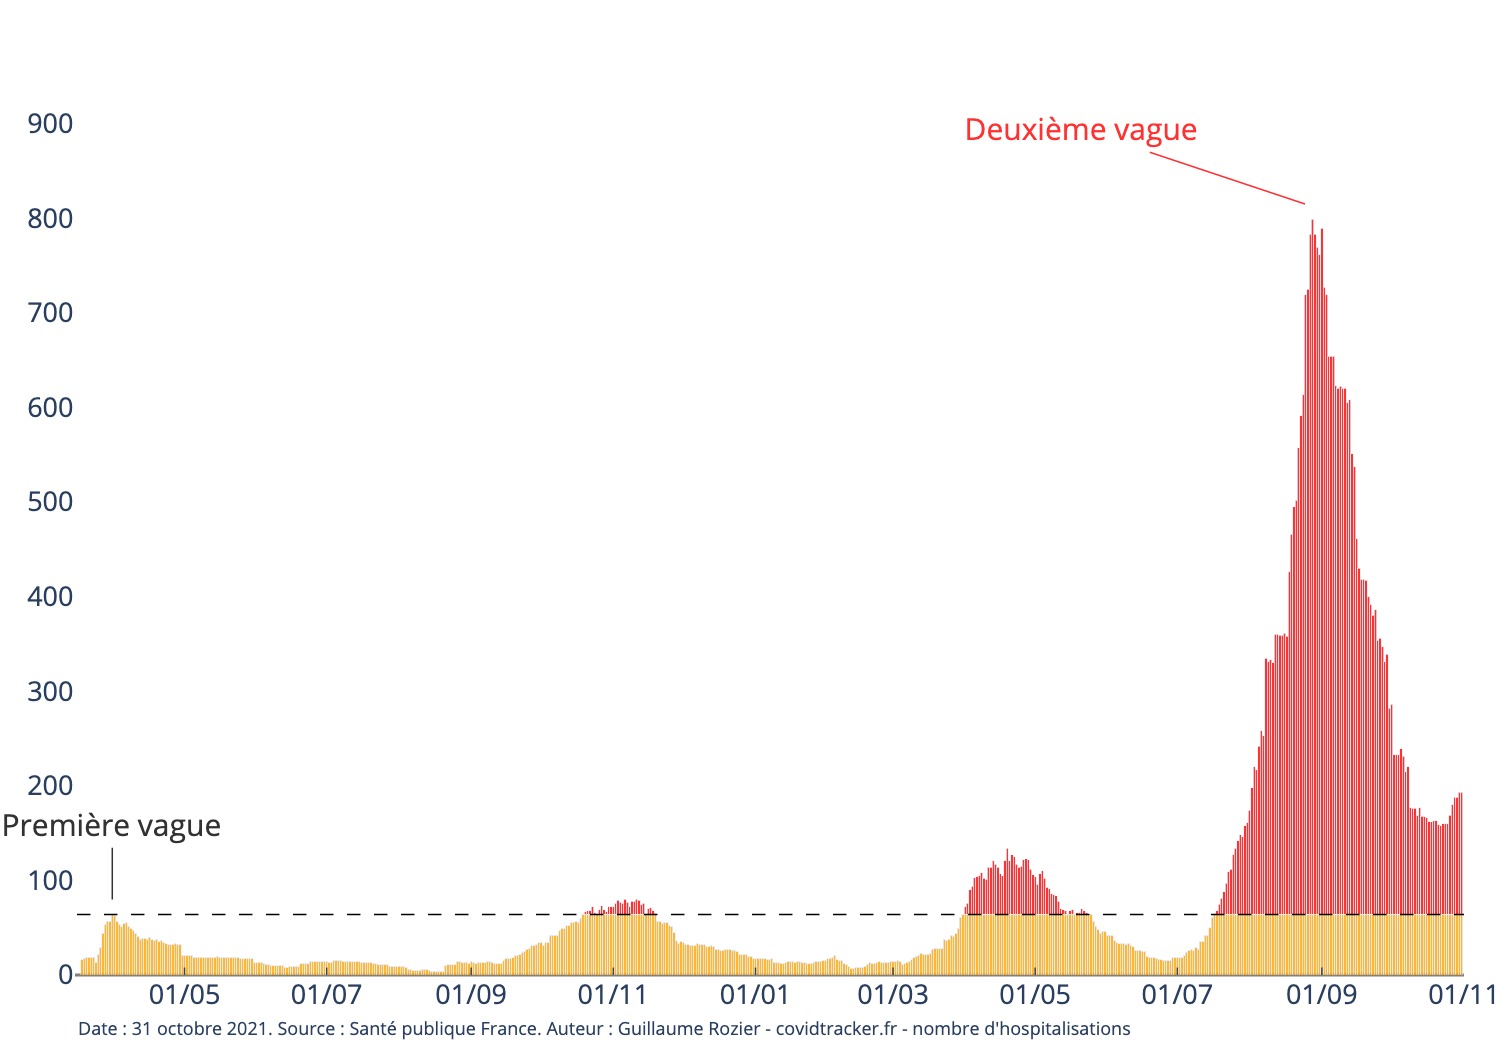 900
Deuxième vague
800
700
600
500
400
300
200
Première vague
100
0
01/05 01/07 01/09 01/11 01/01 01/03 01/05 01/07 01/09 01/11
Date : 31 octobre 2021. Source : Santé publique France. Auteur : Guillaume Rozier - covidtracker.fr - nombre d'hospitalisations